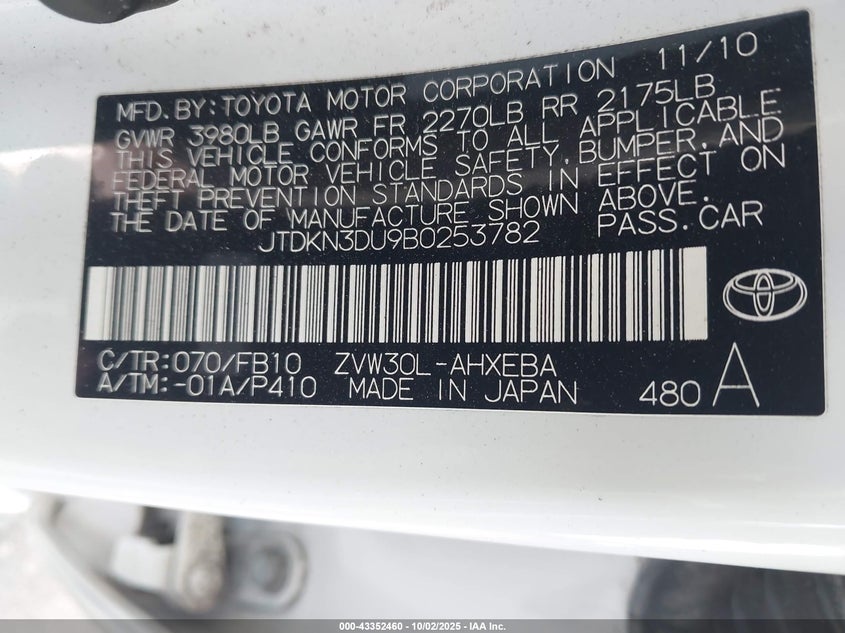 11/10
MFD.BY:TOYOTA MOTOR CORPORATION
GVWR 3980LB GAWR FR 2270LB RR 2175LB
THIS VEHICLE CONFORMS TO ALL APPLICABLE
FEDERAL MOTOR VEHICLE SAFETY,BUMPER,AND
THEFT PREVENTION STANDARDS IN EFFECT ON
THE DATE OF MANUFACTURE SHOWN ABOVE.
JTDKN3DU9B0253782 PASS.CAR
C/TR:070/FB10 ZVW30L-AHXEBA
A/TM:-01A/P410 MADE IN JAPAN 480 A
000-43352460 - 10/02/2025 - IAA Inc.